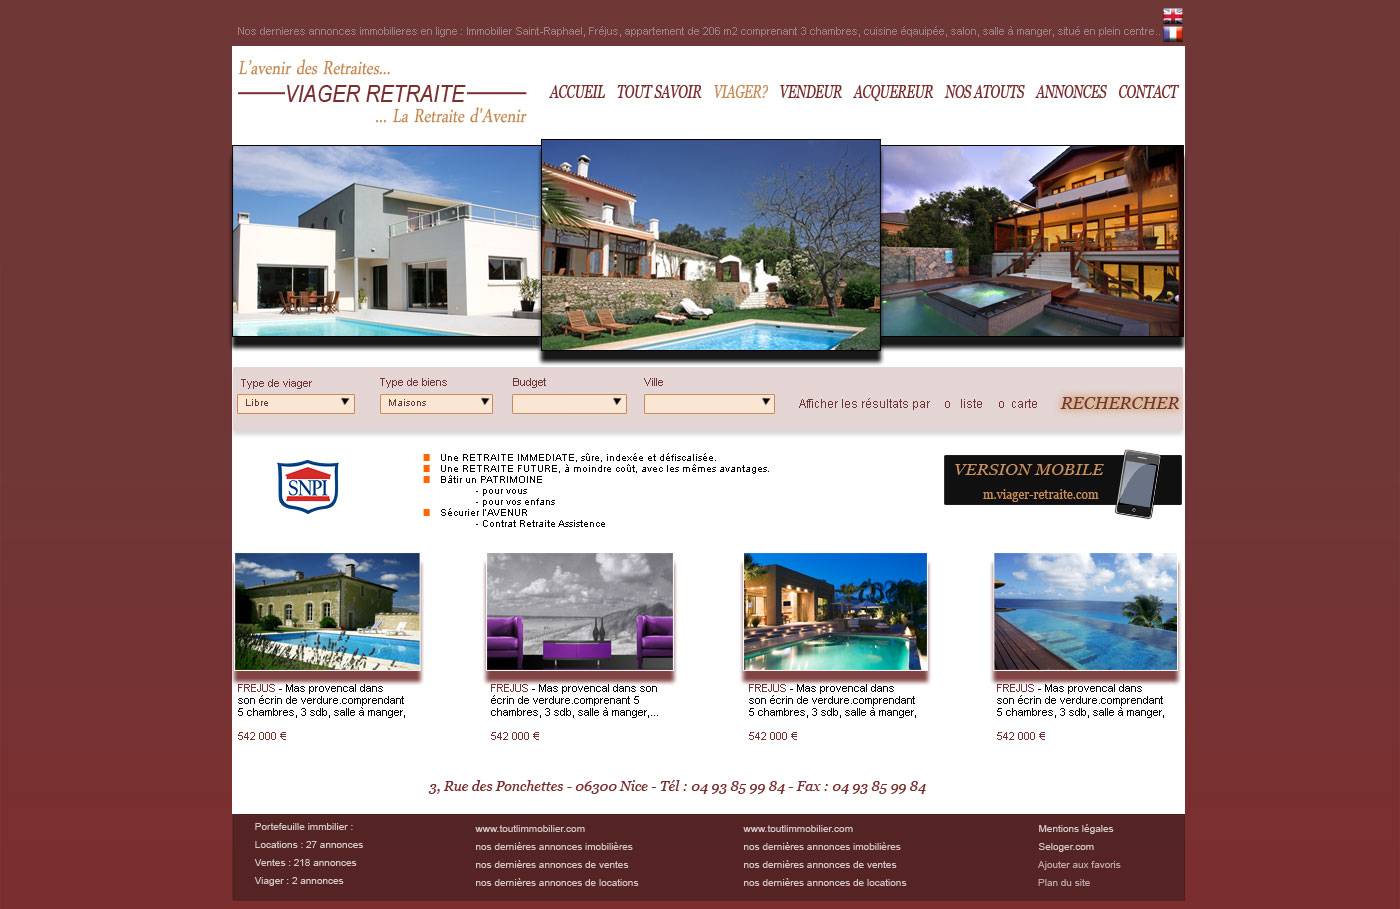 Nos dernieres annonces immobilieres en ligne : Immobilier Saint-Raphael, Fréjus, appartement de 206 m2 comprenant 3 chambres, cuisine éqauipée, salon, salle à manger, situé en plein centre..
L'avenir des Retraites...
VIAGER RETRAITE
... La Retraite d'Avenir
ACCUEIL TOUT SAVOIR VIAGER? VENDEUR ACQUEREUR NOS ATOUTS ANNONCES CONTACT
Type de viager Type de biens Budget Ville
Libre Maisons
Afficher les résultats par o liste o carte RECHERCHER
SNPI
Une RETRAITE IMMEDIATE, sûre, indexée et défiscalisée.
Une RETRAITE FUTURE, à moindre coût, avec les mêmes avantages.
Bâtir un PATRIMOINE
- pour vous
- pour vos enfans
Sécurier l'AVENUR
- Contrat Retraite Assistence
VERSION MOBILE
m.viager-retraite.com
FREJUS - Mas provencal dans
son écrin de verdure.comprendant
5 chambres, 3 sdb, salle à manger,
542 000 €
FREJUS - Mas provencal dans son
écrin de verdure.comprenant 5
chambres, 3 sdb, salle à manger,...
542 000 €
FREJUS - Mas provencal dans
son écrin de verdure.comprendant
5 chambres, 3 sdb, salle à manger,
542 000 €
FREJUS - Mas provencal dans
son écrin de verdure.comprendant
5 chambres, 3 sdb, salle à manger,
542 000 €
3, Rue des Ponchettes - 06300 Nice - Tél : 04 93 85 99 84 - Fax : 04 93 85 99 84
Portefeuille immbilier :
Locations : 27 annonces
Ventes : 218 annonces
Viager : 2 annonces
www.toutlimmobilier.com
nos dernières annonces imobilières
nos dernières annonces de ventes
nos dernières annonces de locations
www.toutlimmobilier.com
nos dernières annonces imobilières
nos dernières annonces de ventes
nos dernières annonces de locations
Mentions légales
Seloger.com
Ajouter aux favoris
Plan du site